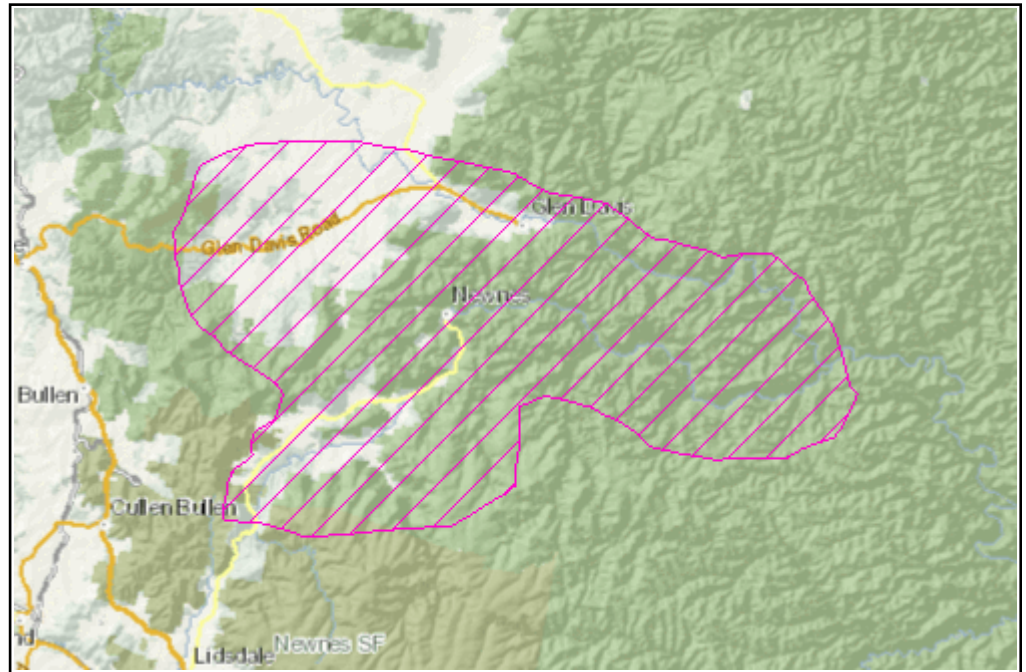 Glen Davis
Glen Davis Road
Newnes
Bullen
Cullen Bullen
Newnes SF
Lidsdale